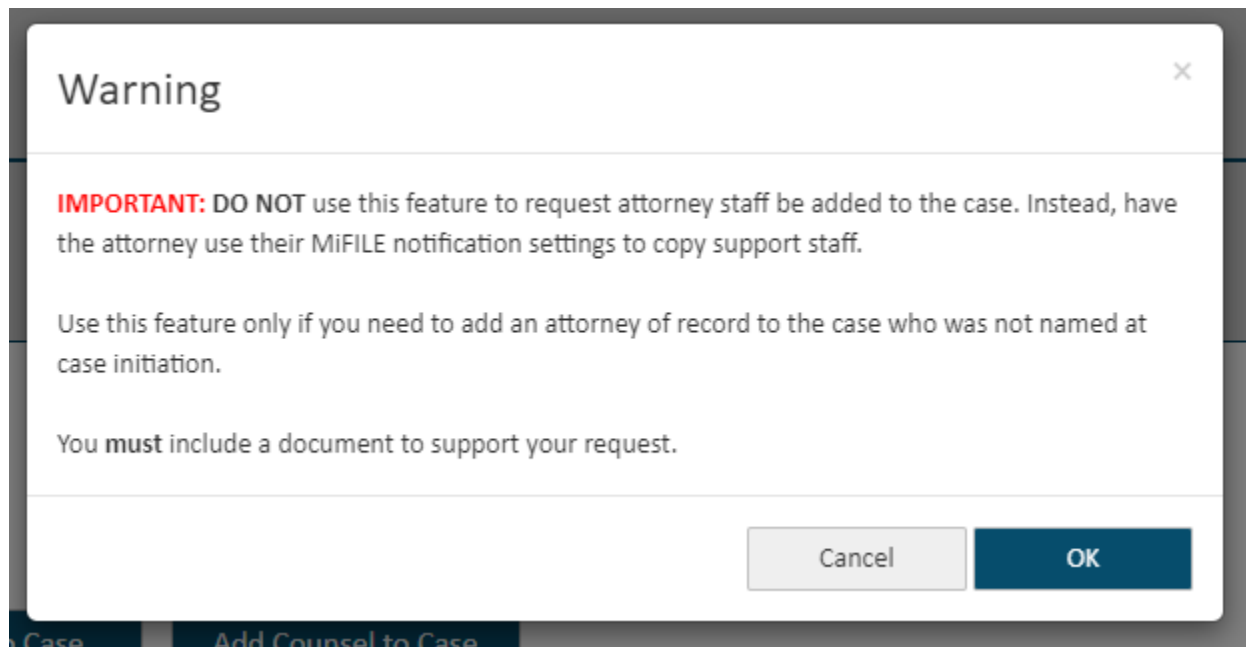 Warning
×
IMPORTANT: DO NOT use this feature to request attorney staff be added to the case. Instead, have
the attorney use their MiFILE notification settings to copy support staff.
Use this feature only if you need to add an attorney of record to the case who was not named at
case initiation.
You must include a document to support your request.
Cancel
OK
Case
Add Counsel to Case